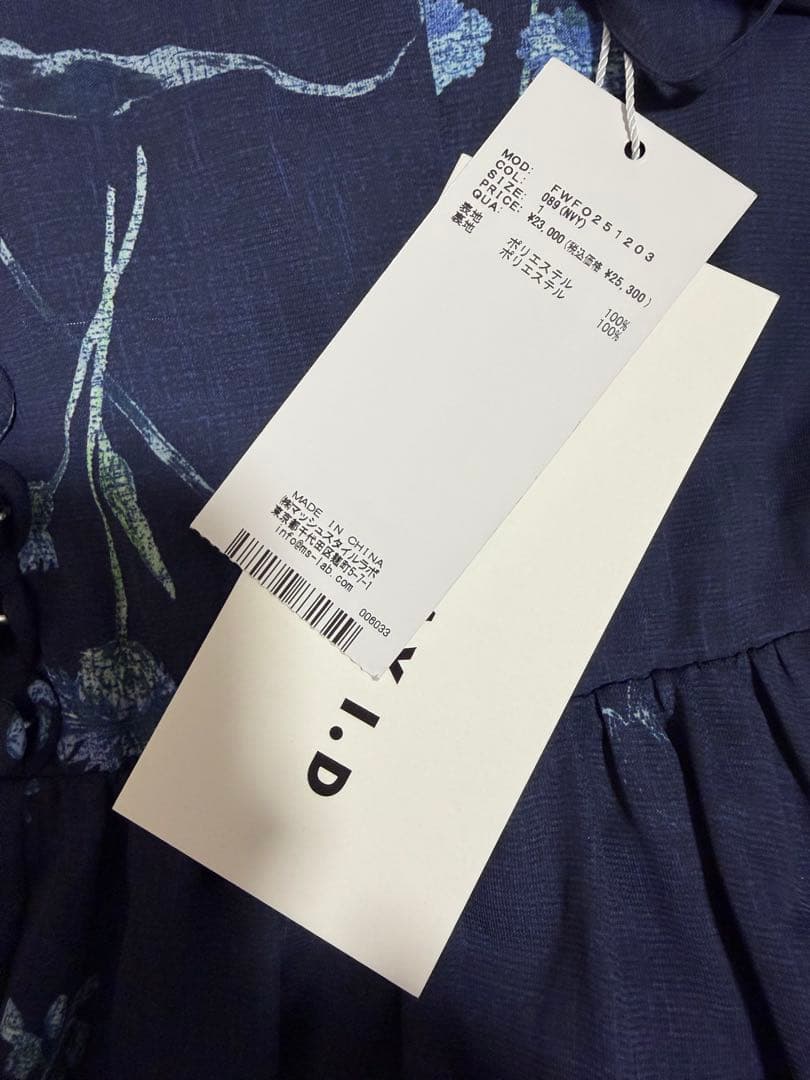 MOD: FWFO251203
COL: 089(NVY)
SIZE: 1
PRICE: ¥23,000(税込価格 ¥25,300)
QUA:
表地 ポリエステル 100%
裏地 ポリエステル 100%
MADE IN CHINA
㈱マッシュスタイルラボ
東京都千代田区麹町5-7-1
info@ms-lab.com
006033
Y I.D